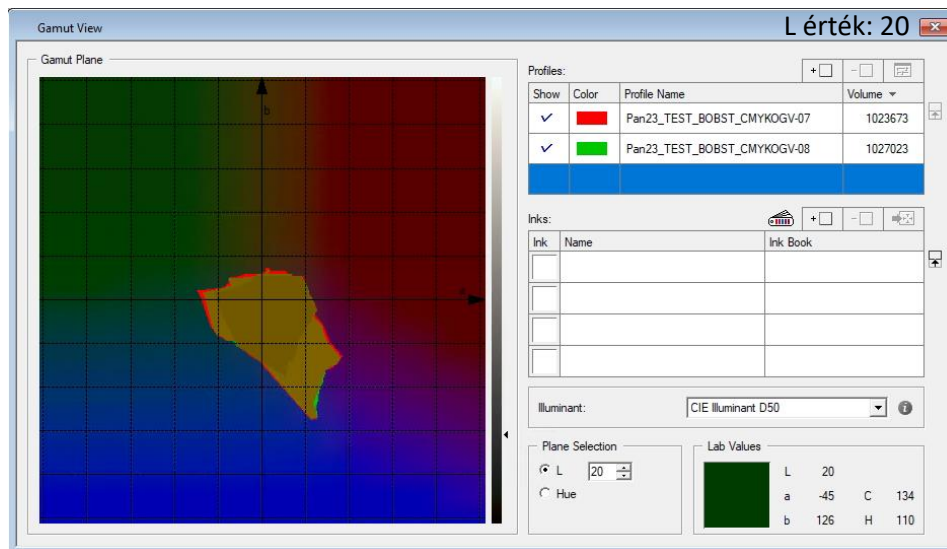 Gamut View
L érték: 20
Gamut Plane
b
a
Profiles:
Show Color Profile Name Volume
Pan23_TEST_BOBST_CMYKOGV-07 1023673
Pan23_TEST_BOBST_CMYKOGV-08 1027023
Inks:
Ink Name Ink Book
Illuminant: CIE Illuminant D50
Plane Selection
L 20
Hue
Lab Values
L 20
a -45 C 134
b 126 H 110